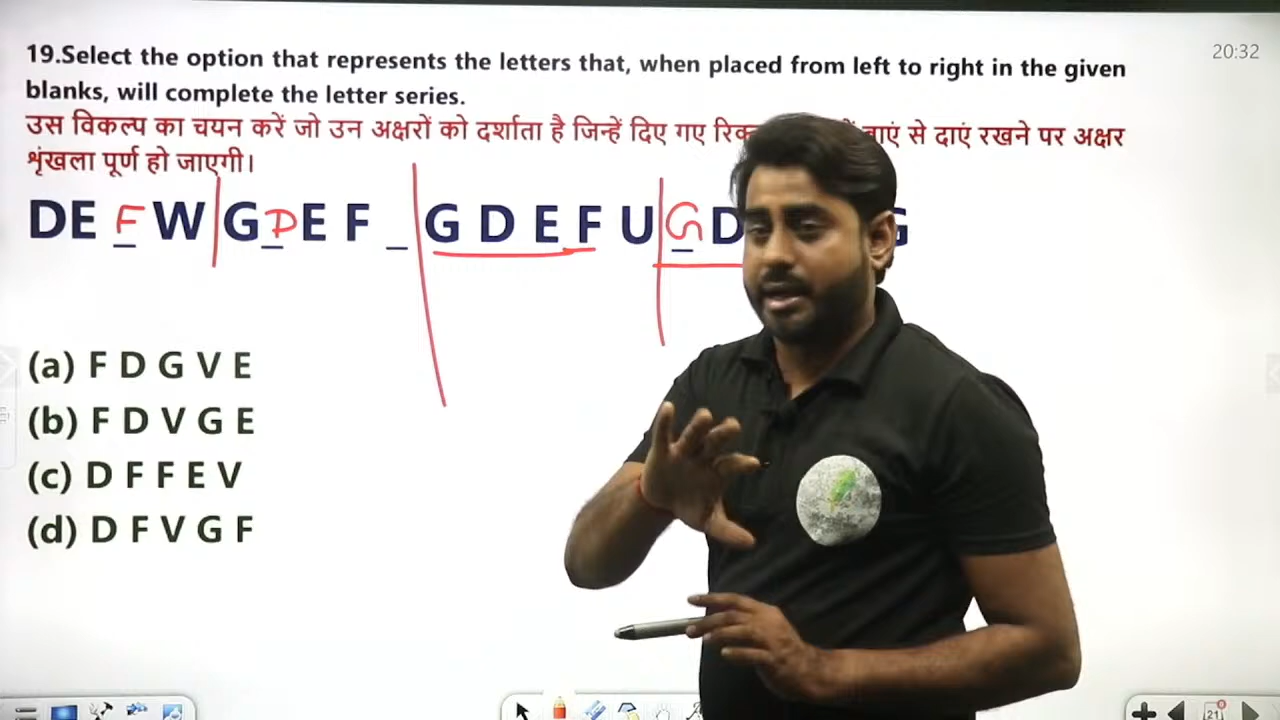 20:32
19.Select the option that represents the letters that, when placed from left to right in the given
blanks, will complete the letter series.
उस विकल्प का चयन करें जो उन अक्षरों को दर्शाता है जिन्हें दिए गए से दाएं रखने पर अक्षर
शृंखला पूर्ण हो जाएगी।
DE F W G D E F _ G D E F U G D G
(a) F D G V E
(b) F D V G E
(c) D F F E V
(d) D F V G F
21